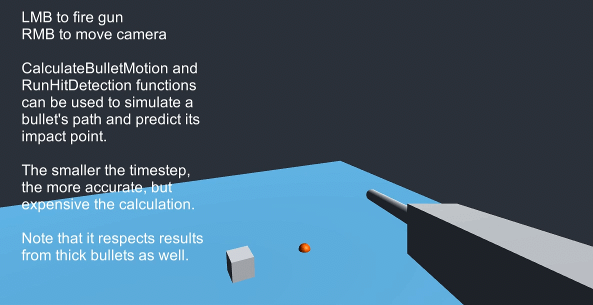 LMB to fire gun
RMB to move camera
CalculateBulletMotion and
RunHitDetection functions
can be used to simulate a
bullet's path and predict its
impact point.
The smaller the timestep,
the more accurate, but
expensive the calculation.
Note that it respects results
from thick bullets as well.